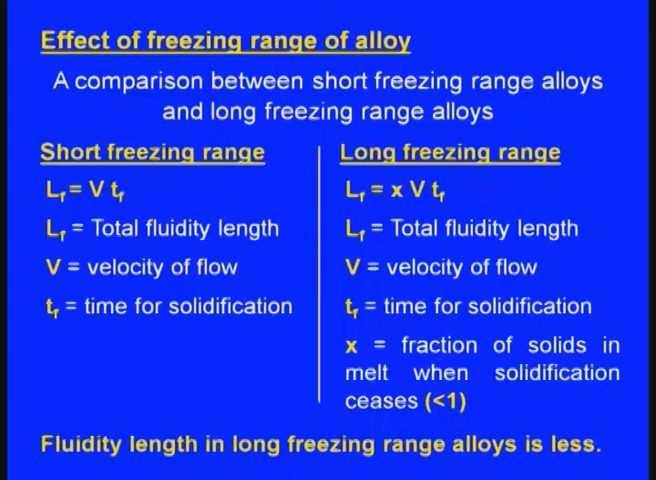 Effect of freezing range of alloy
A comparison between short freezing range alloys
and long freezing range alloys
Short freezing range
Lf = V tf
Lf = Total fluidity length
V = velocity of flow
tf = time for solidification
Long freezing range
Lf = x V tf
Lf = Total fluidity length
V = velocity of flow
tf = time for solidification
x = fraction of solids in
melt when solidification
ceases (<1)
Fluidity length in long freezing range alloys is less.